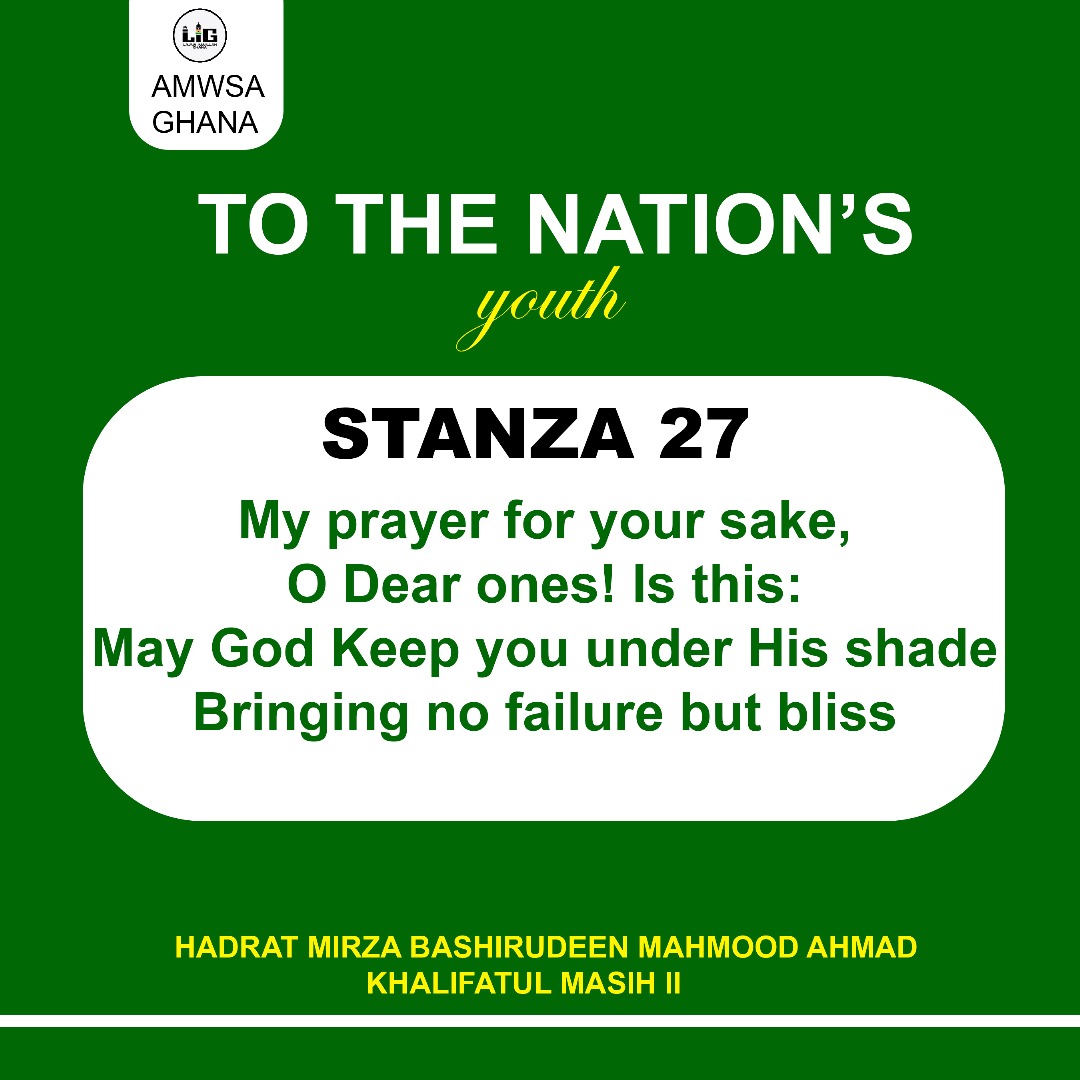 LiG
AMWSA
GHANA
TO THE NATION’S
youth
STANZA 27
My prayer for your sake,
O Dear ones! Is this:
May God Keep you under His shade
Bringing no failure but bliss
HADRAT MIRZA BASHIRUDEEN MAHMOOD AHMAD
KHALIFATUL MASIH II